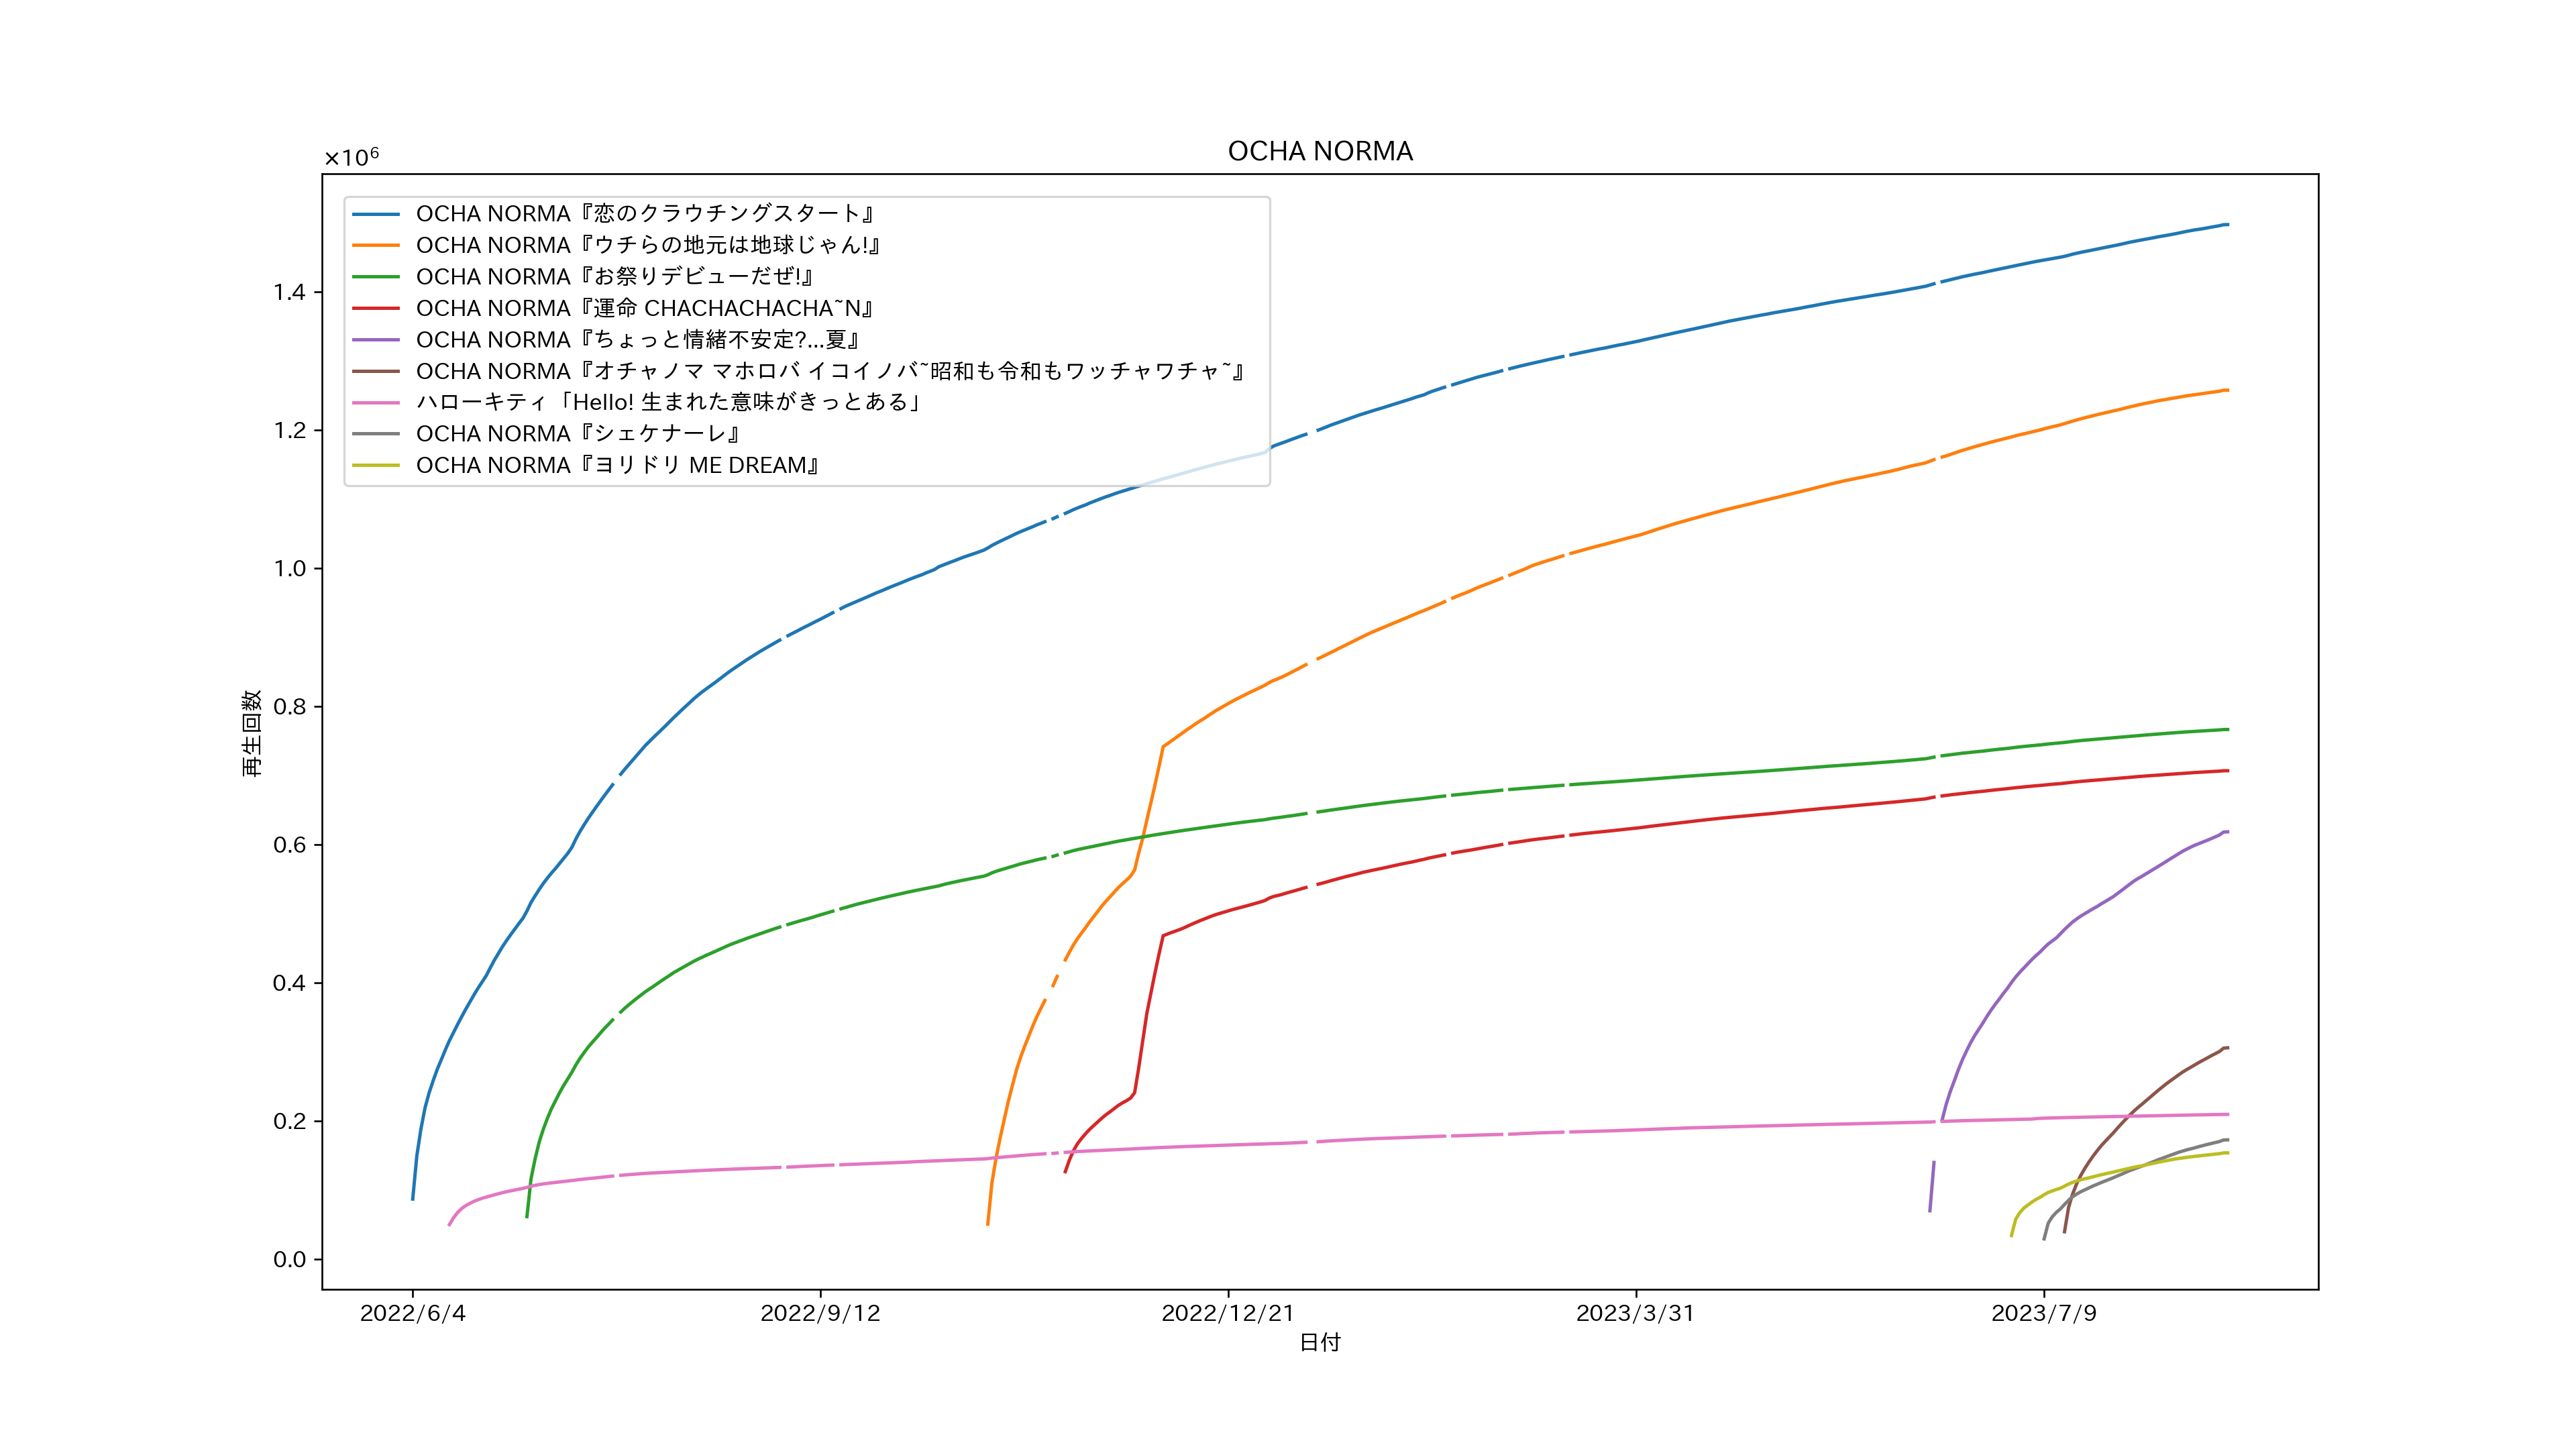 OCHA NORMA
×10⁶
OCHA NORMA『恋のクラウチングスタート』
OCHA NORMA『ウチらの地元は地球じゃん!』
OCHA NORMA『お祭りデビューだぜ!』
OCHA NORMA『運命 CHACHACHACHA~N』
OCHA NORMA『ちょっと情緒不安定?...夏』
OCHA NORMA『オチャノマ マホロバ イコイノバ~昭和も令和もワッチャワチャ~』
ハローキティ「Hello! 生まれた意味がきっとある」
OCHA NORMA『シェケナーレ』
OCHA NORMA『ヨリドリ ME DREAM』
1.4
1.2
1.0
0.8
0.6
0.4
0.2
0.0
再生回数
2022/6/4 2022/9/12 2022/12/21 2023/3/31 2023/7/9
日付